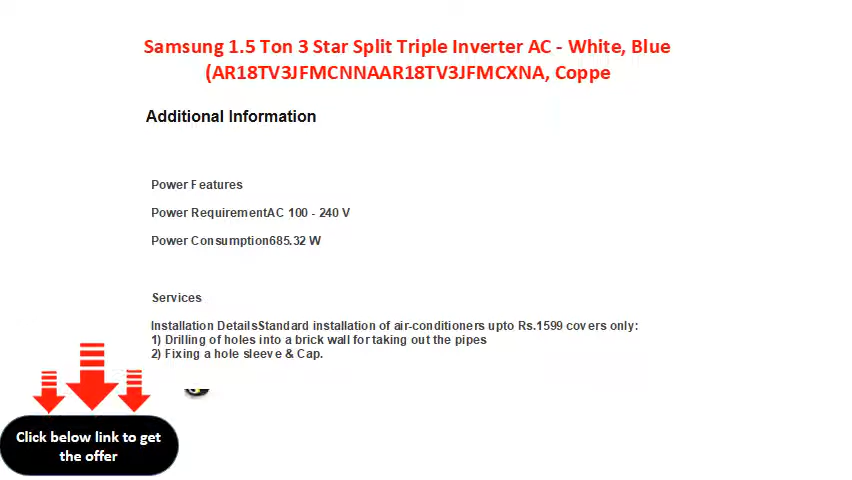 Samsung 1.5 Ton 3 Star Split Triple Inverter AC - White, Blue
(AR18TV3JFMCNNAAR18TV3JFMCXNA, Coppe
Additional Information
Power Features
Power RequirementAC 100 - 240 V
Power Consumption685.32 W
Services
Installation DetailsStandard installation of air-conditioners upto Rs.1599 covers only:
1) Drilling of holes into a brick wall for taking out the pipes
2) Fixing a hole sleeve & Cap.
Click below link to get
the offer